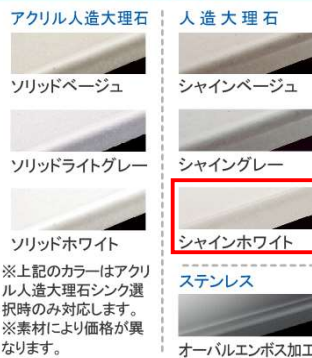 アクリル人造大理石
ソリッドベージュ
ソリッドライトグレー
ソリッドホワイト
※上記のカラーはアクリ
ル人造大理石シンク選
択時のみ対応します。
※素材により価格が異
なります。
人造大理石
シャインベージュ
シャイングレー
シャインホワイト
ステンレス
オーバルエンボス加工